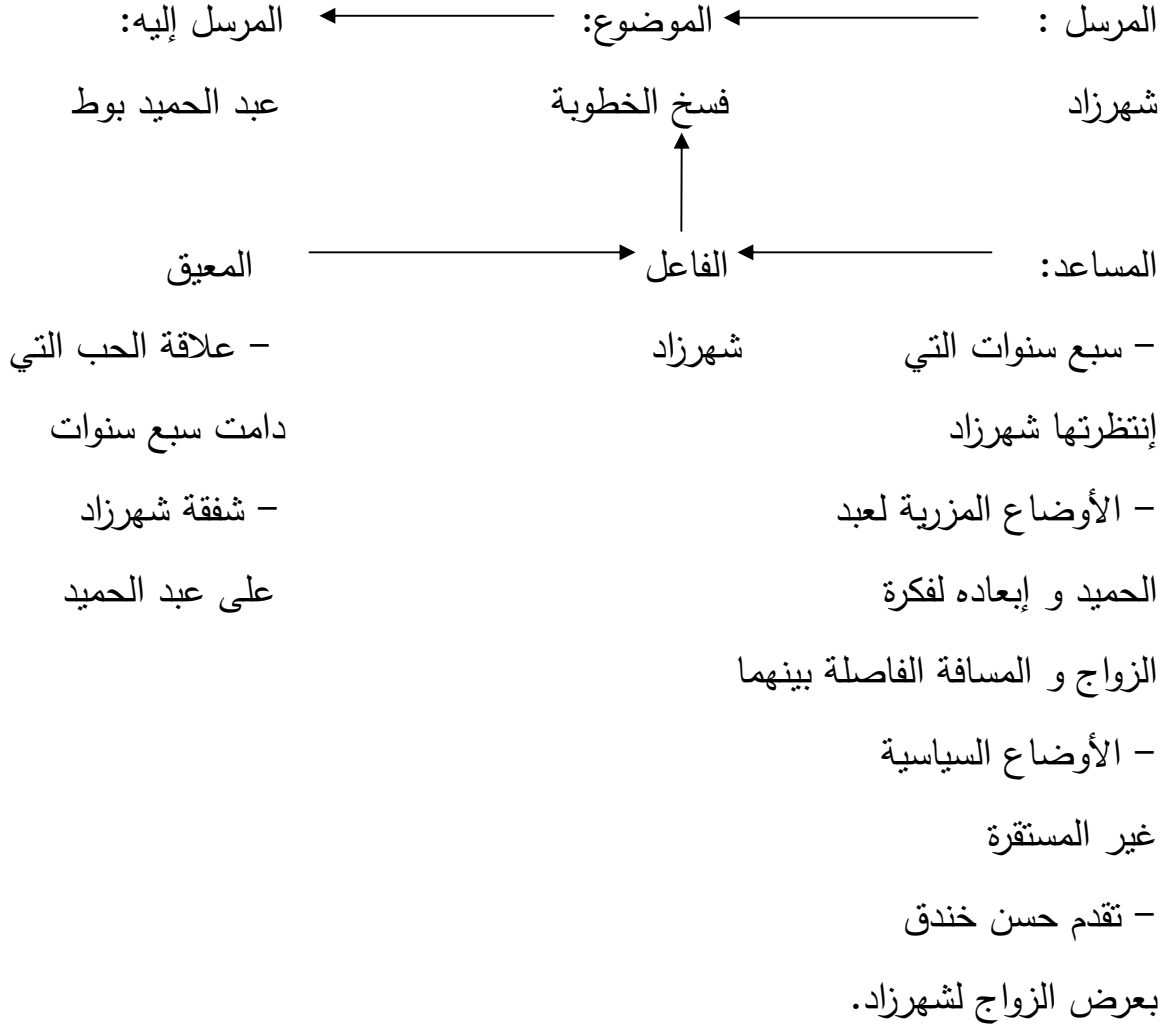 المرسل : الموضوع: المرسل إليه:
شهرزاد فسخ الخطوبة عبد الحميد بوط
المساعد: الفاعل المعيق
– سبع سنوات التي شهرزاد – علاقة الحب التي
إنتظرتها شهرزاد دامت سبع سنوات
– الأوضاع المزرية لعبد – شفقة شهرزاد
الحميد و إبعاده لفكرة على عبد الحميد
الزواج و المسافة الفاصلة بينهما
– الأوضاع السياسية
غير المستقرة
– تقدم حسن خندق
بعرض الزواج لشهرزاد.